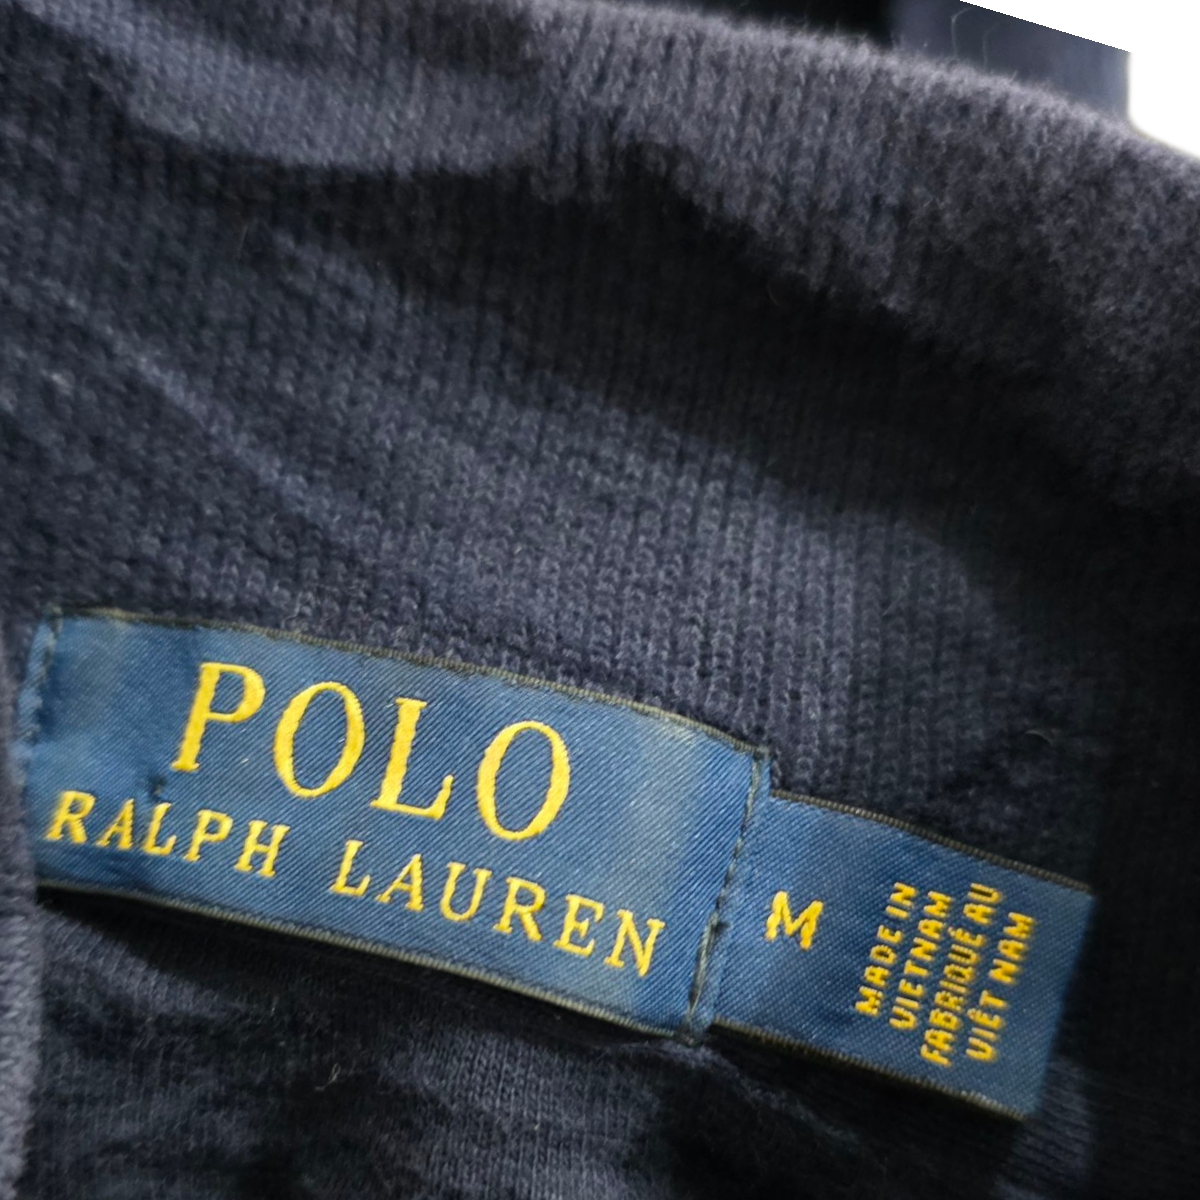 POLO
RALPH LAUREN
M
MADE IN
VIETNAM
FABRIQUÉ AU
VIÊT NAM